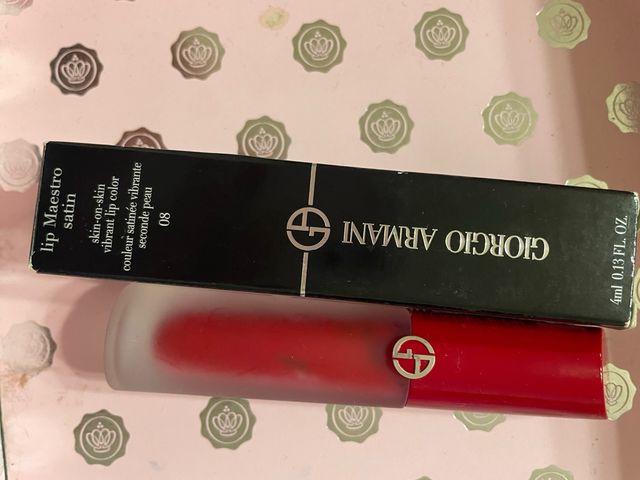 lip Maestro
satin
skin-on-skin
vibrant lip color
couleur satinée vibrante
seconde peau
08
GIORGIO ARMANI
4ml 0.13 FL. OZ.